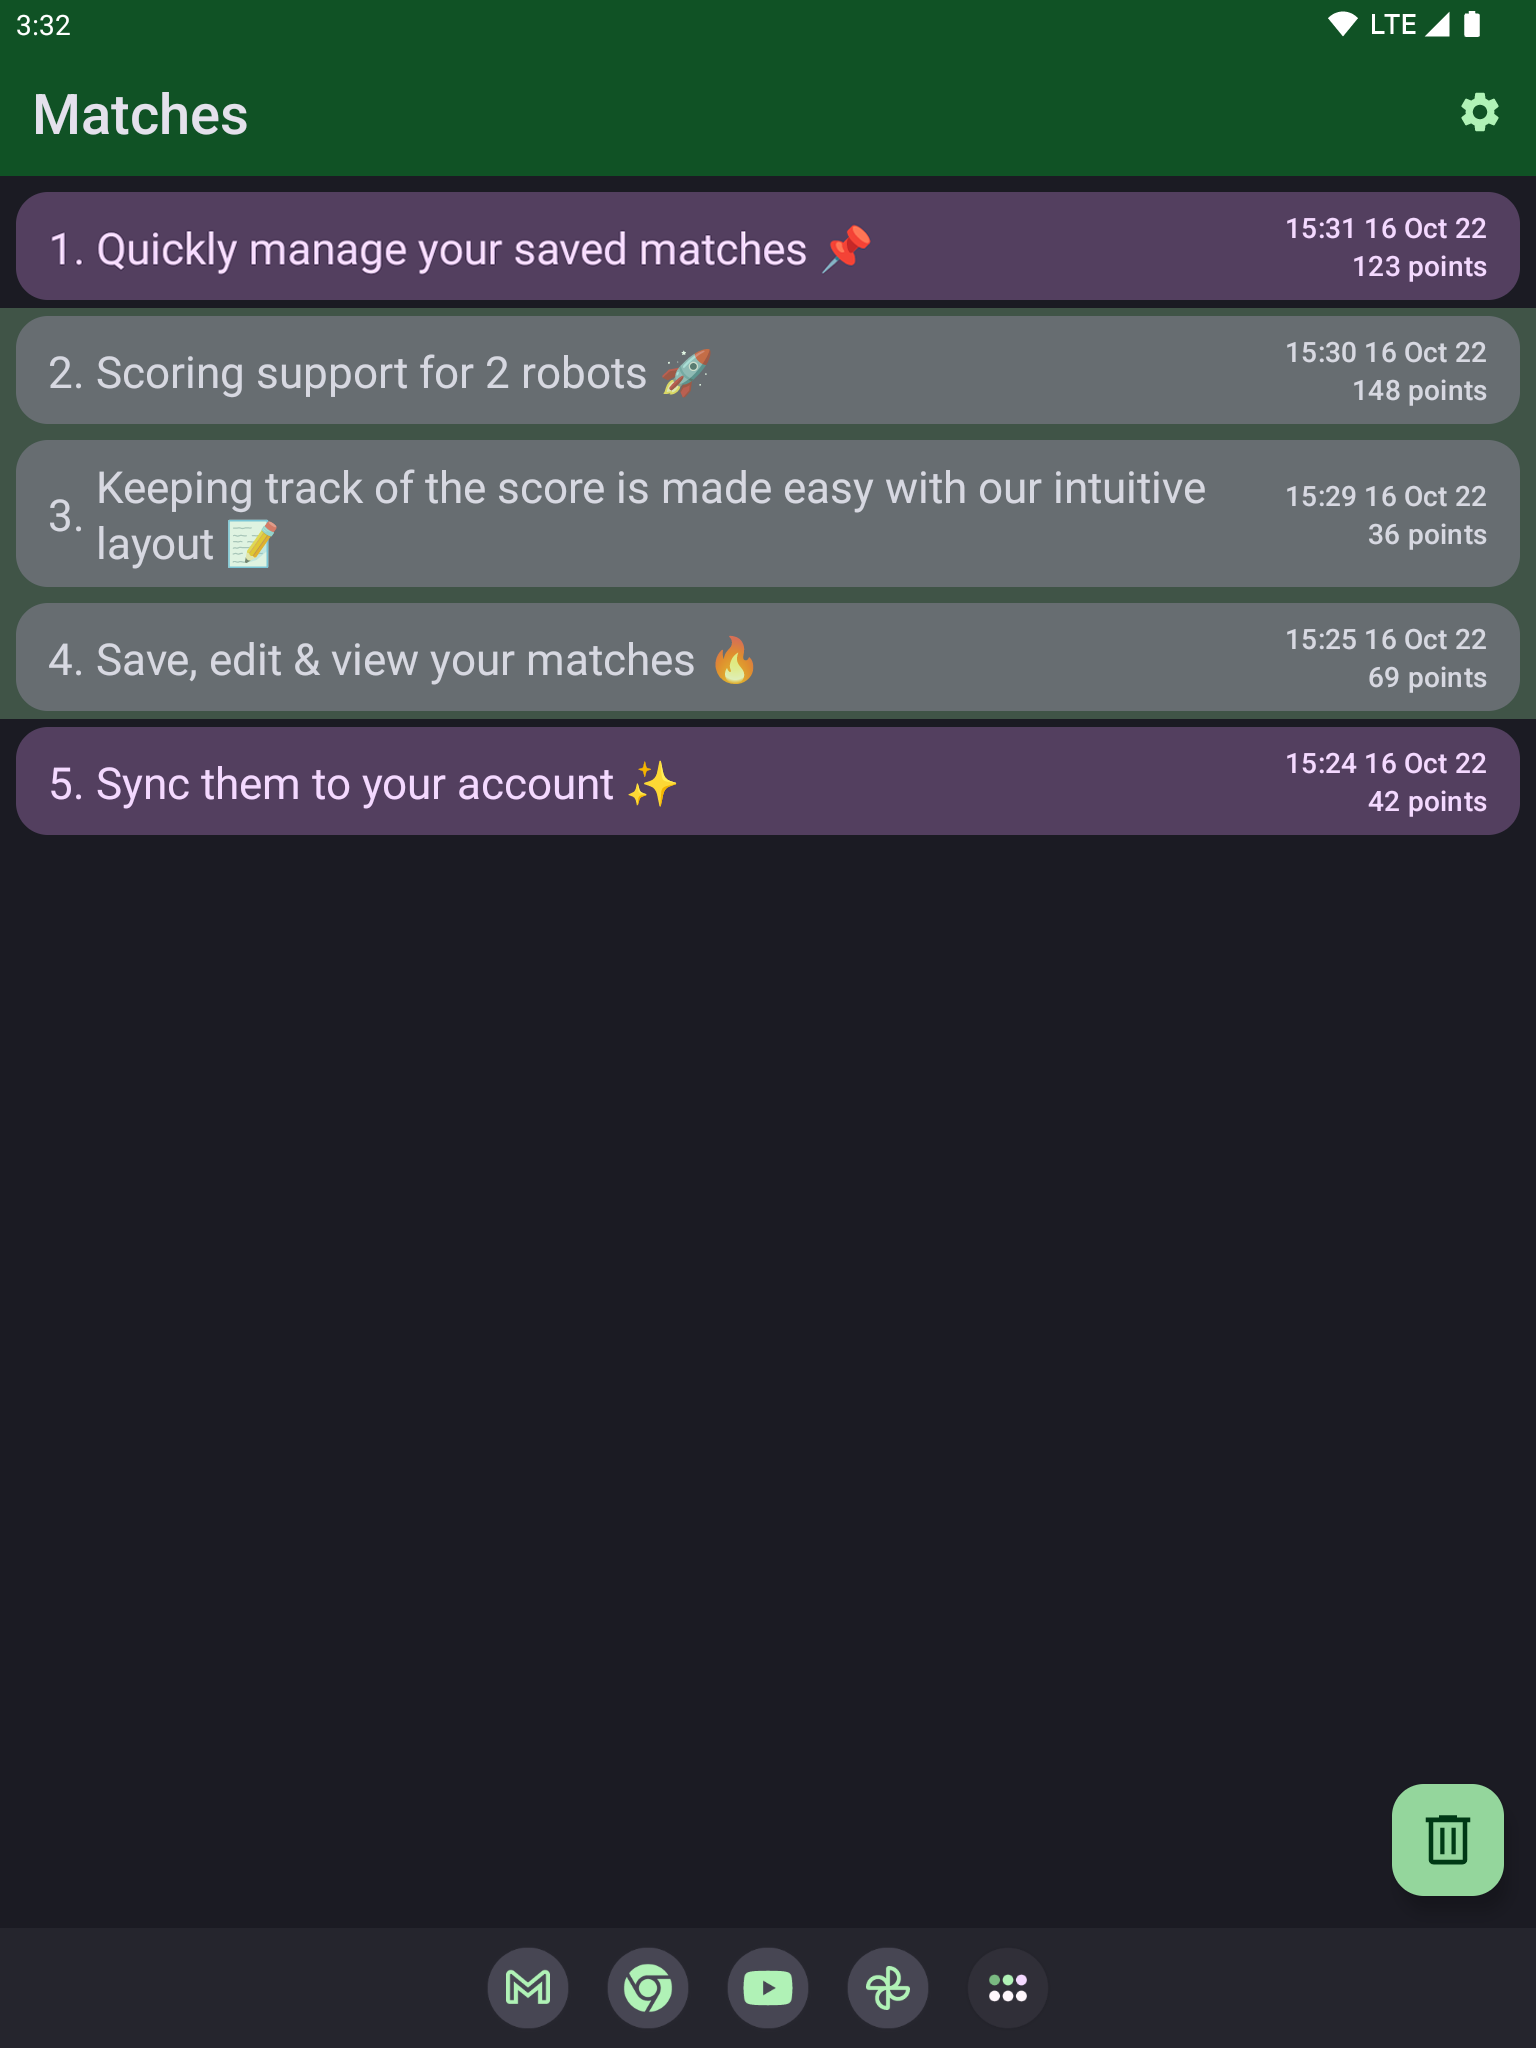 3:32
LTE
Matches
1. Quickly manage your saved matches 📌
15:31 16 Oct 22
123 points
2. Scoring support for 2 robots 🚀
15:30 16 Oct 22
148 points
3. Keeping track of the score is made easy with our intuitive
layout 📝
15:29 16 Oct 22
36 points
4. Save, edit & view your matches 🔥
15:25 16 Oct 22
69 points
5. Sync them to your account ✨
15:24 16 Oct 22
42 points